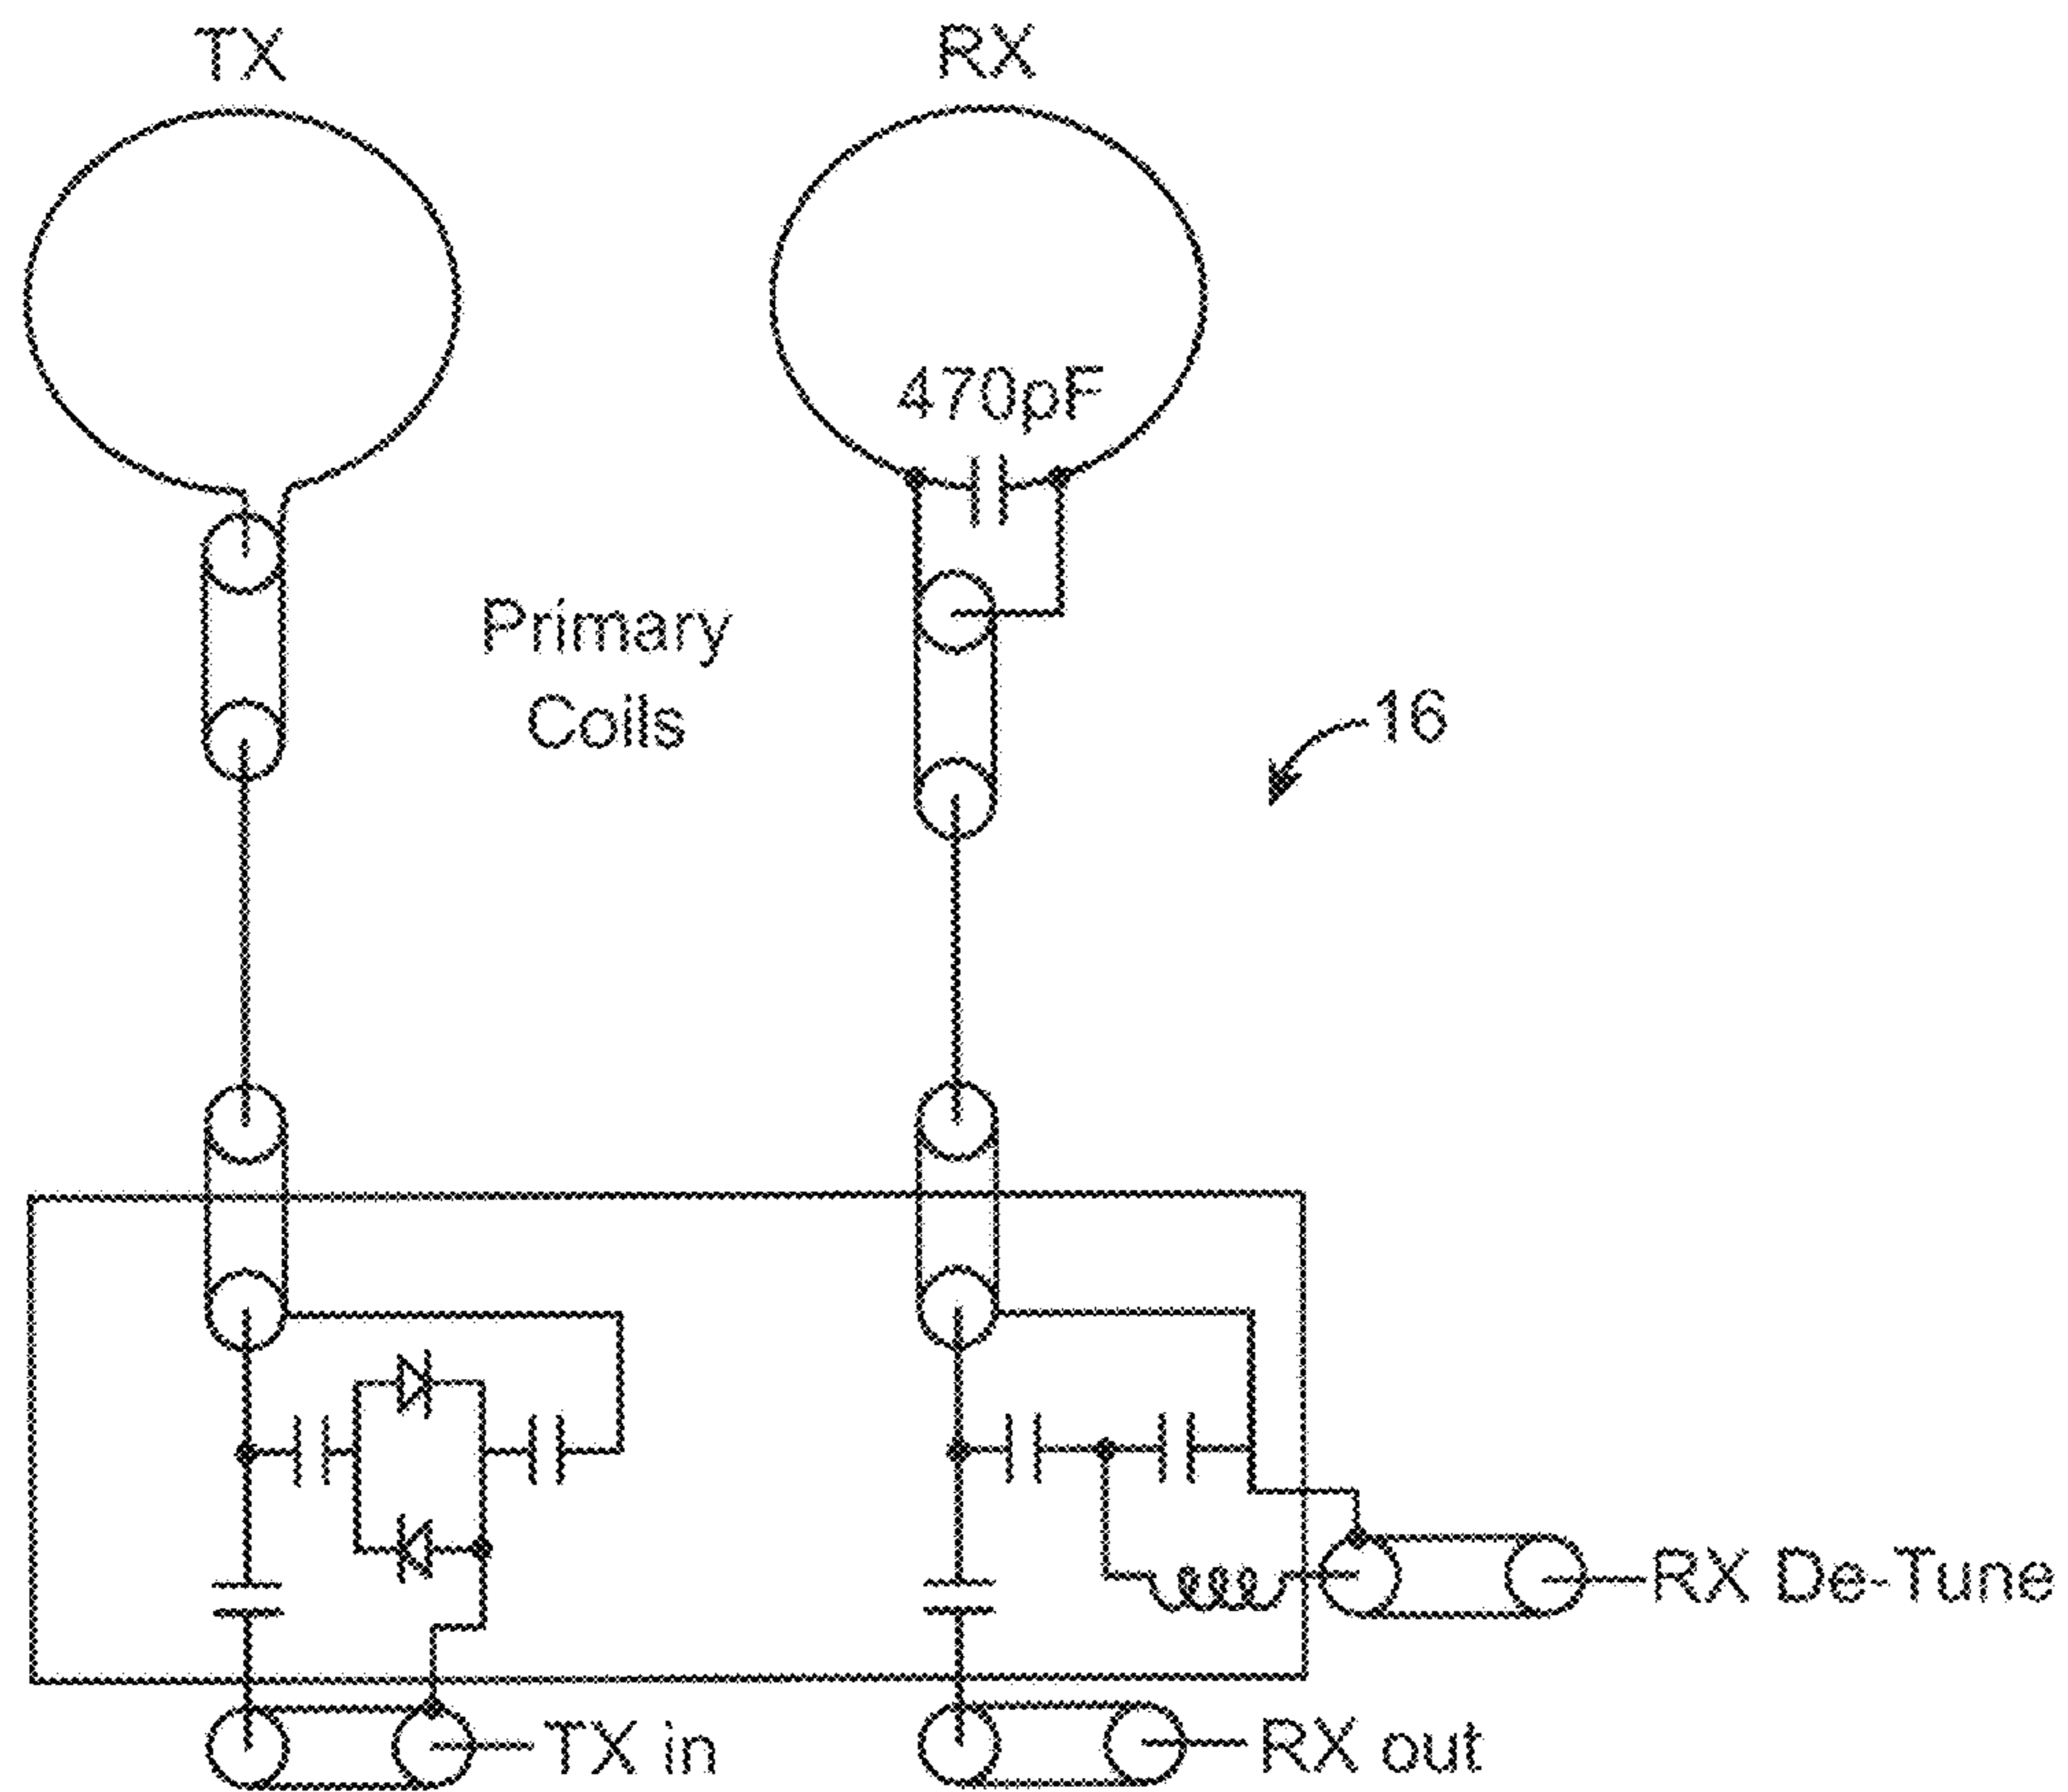 TX
RX
470pF
Primary
Coils
16
RX De-Tune
TX in
RX out